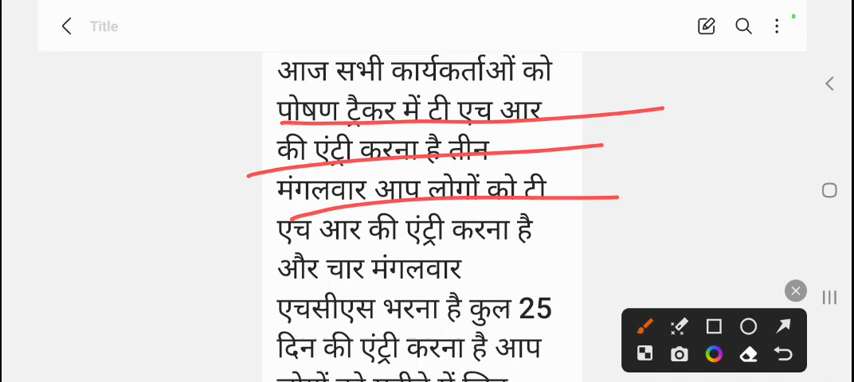 Title
आज सभी कार्यकर्ताओं को
पोषण ट्रैकर में टी एच आर
की एंट्री करना है तीन
मंगलवार आप लोगों को टी
एच आर की एंट्री करना है
और चार मंगलवार
एचसीएस भरना है कुल 25
दिन की एंट्री करना है आप